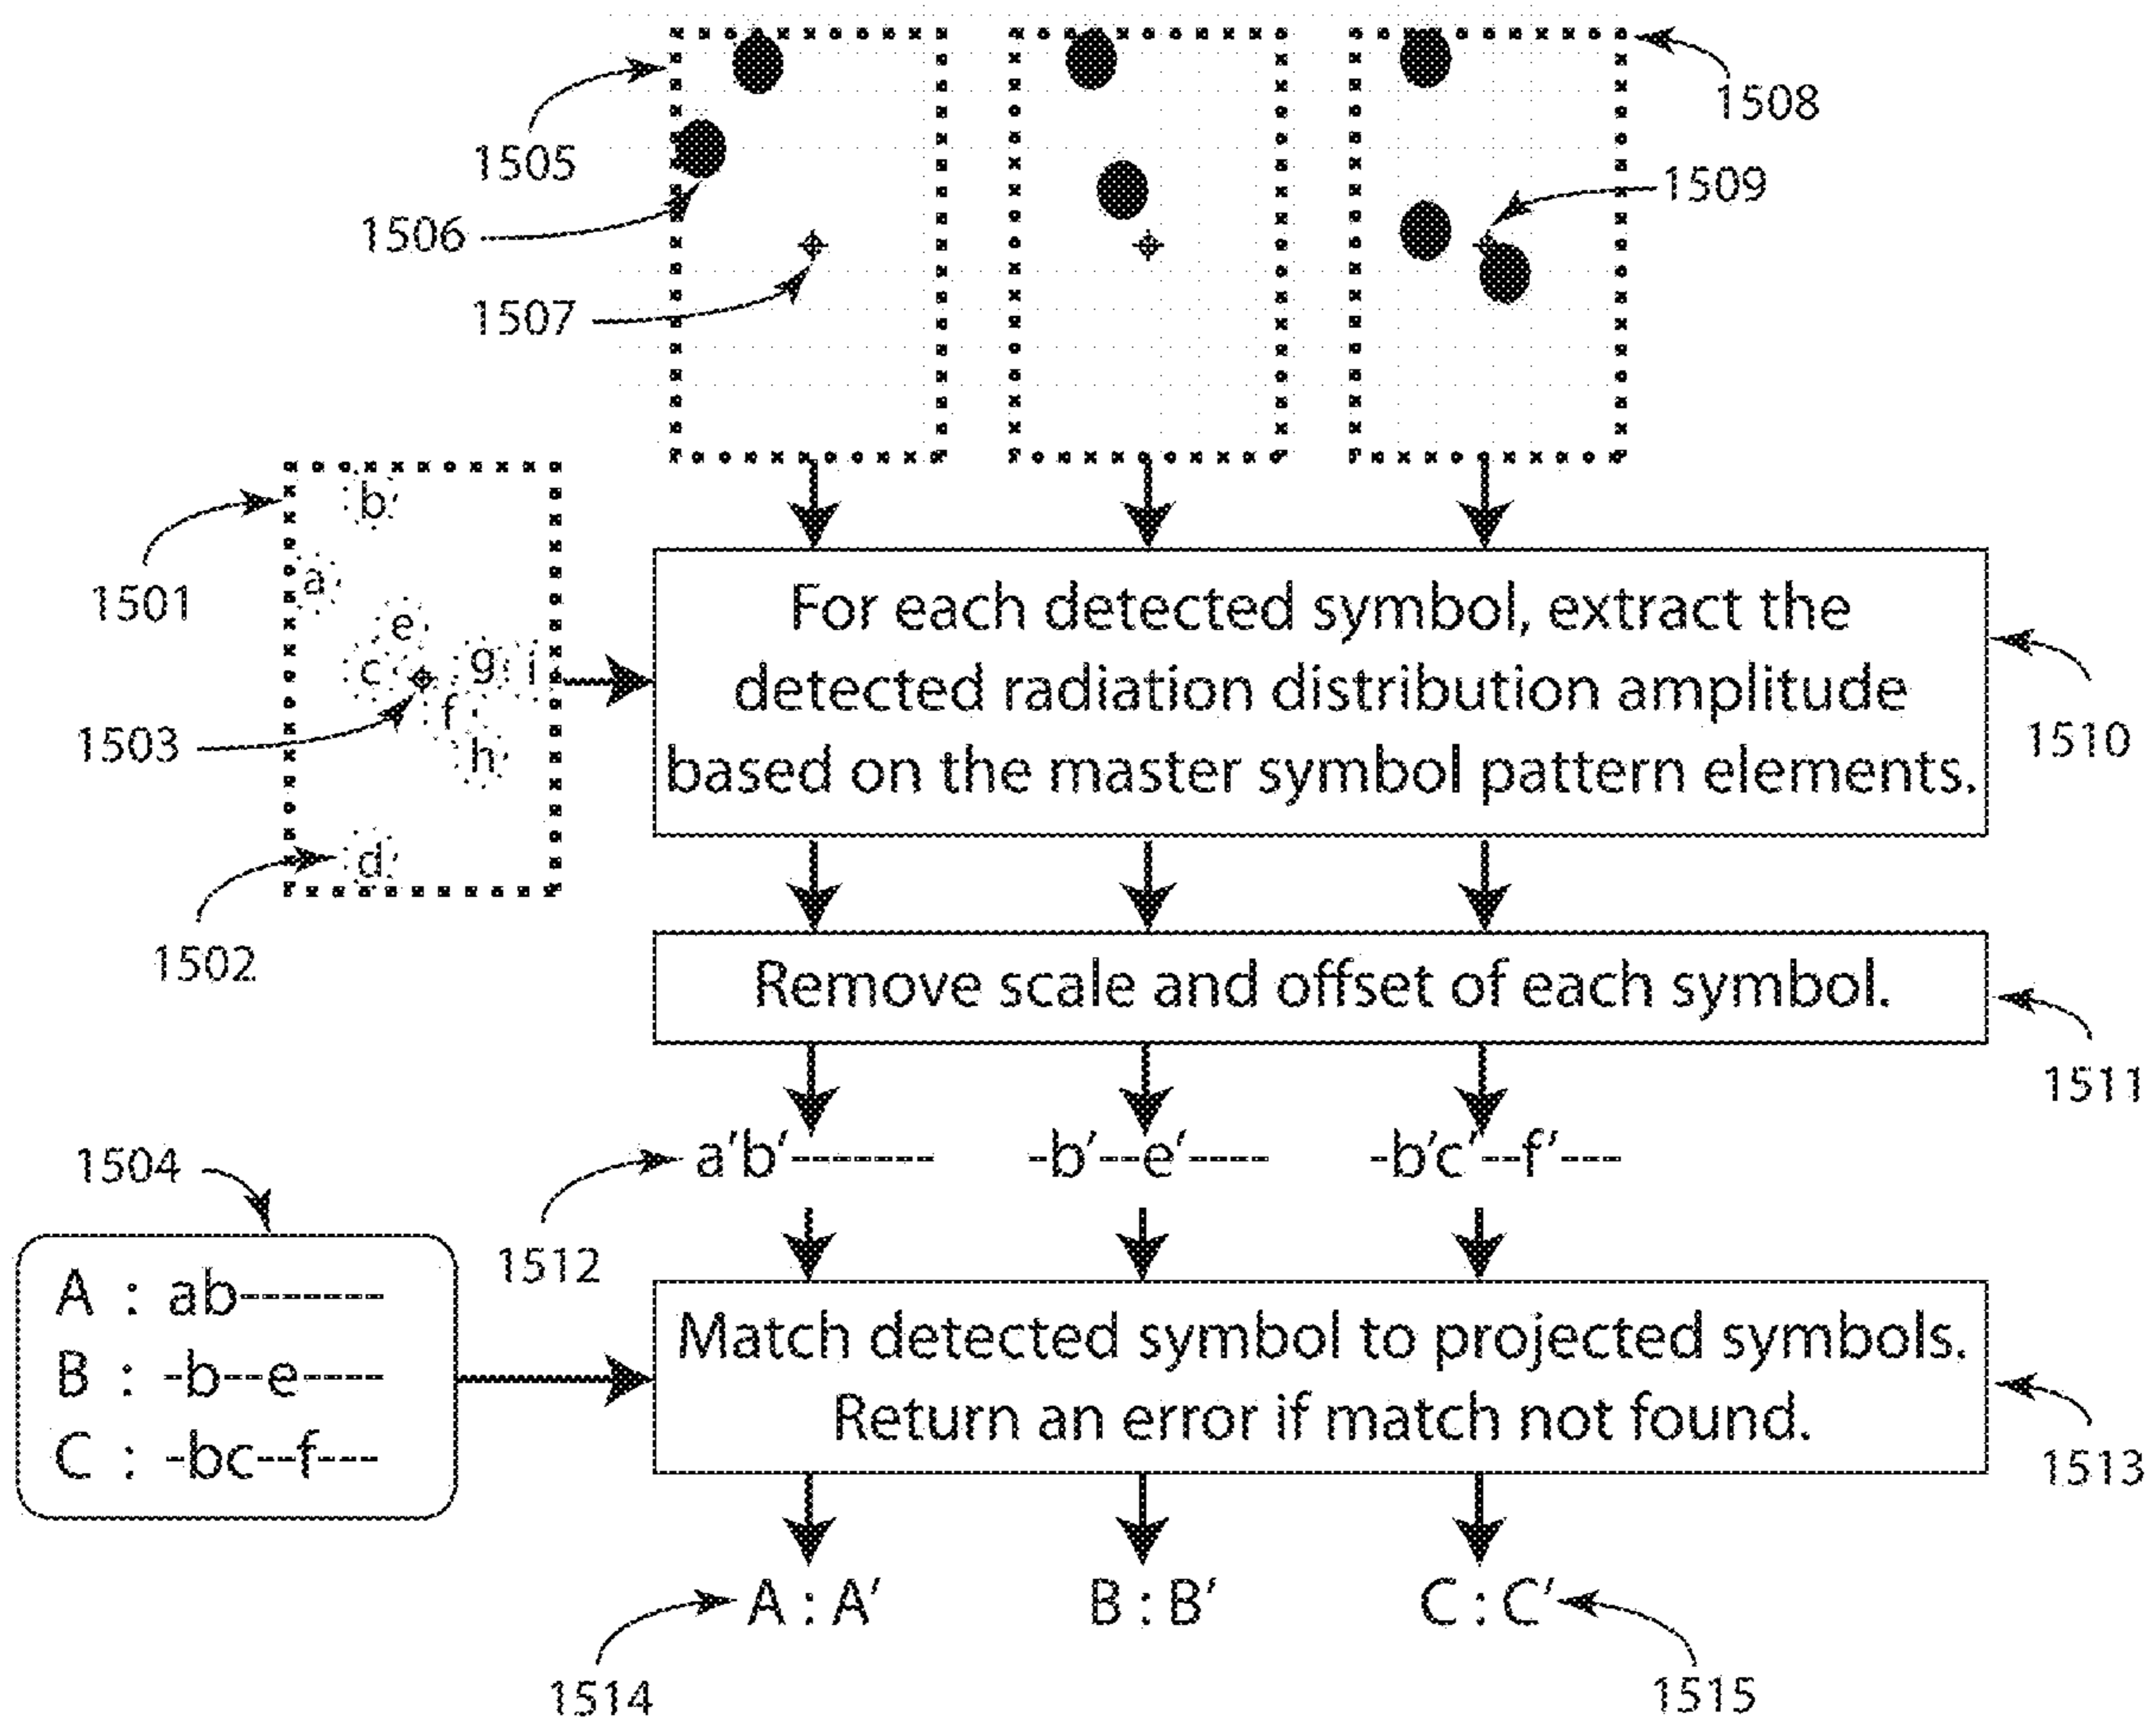 1508
1505
1509
1506
1507
b
a
e
c g i
f
h
d
1501
1503
1502
For each detected symbol, extract the
detected radiation distribution amplitude
based on the master symbol pattern elements.
1510
Remove scale and offset of each symbol.
1511
a'b'------- -b'--e'---- -b'c'--f'---
1512
1504
A : ab-------
B : -b--e----
C : -bc--f---
Match detected symbol to projected symbols.
Return an error if match not found.
1513
A : A' B : B' C : C'
1514
1515